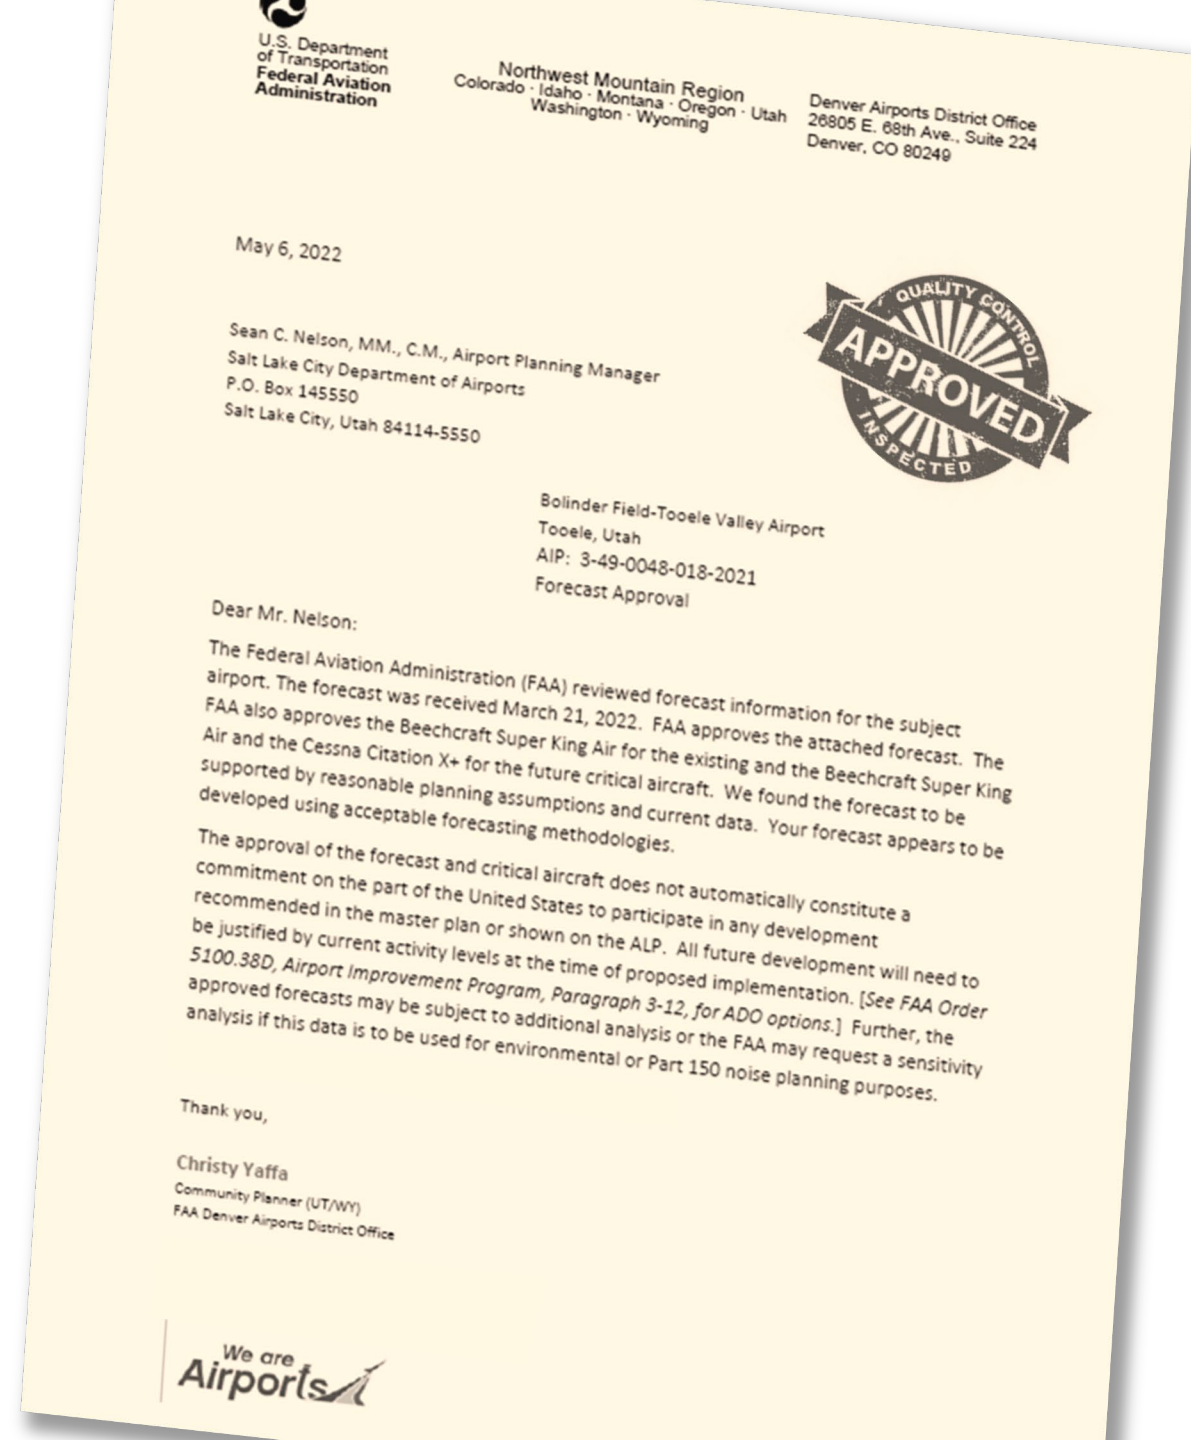 U.S. Department
of Transportation
Federal Aviation
Administration
Northwest Mountain Region
Colorado · Idaho · Montana · Oregon · Utah
Washington · Wyoming
Denver Airports District Office
26805 E. 68th Ave., Suite 224
Denver, CO 80249
May 6, 2022
QUALITY CONTROL
APPROVED
INSPECTED
Sean C. Nelson, MM., C.M., Airport Planning Manager
Salt Lake City Department of Airports
P.O. Box 145550
Salt Lake City, Utah 84114-5550
Bolinder Field-Tooele Valley Airport
Tooele, Utah
AIP:  3-49-0048-018-2021
Forecast Approval
Dear Mr. Nelson:
The Federal Aviation Administration (FAA) reviewed forecast information for the subject
airport. The forecast was received March 21, 2022.  FAA approves the attached forecast.  The
FAA also approves the Beechcraft Super King Air for the existing and the Beechcraft Super King
Air and the Cessna Citation X+ for the future critical aircraft.  We found the forecast to be
supported by reasonable planning assumptions and current data.  Your forecast appears to be
developed using acceptable forecasting methodologies.
The approval of the forecast and critical aircraft does not automatically constitute a
commitment on the part of the United States to participate in any development
recommended in the master plan or shown on the ALP.  All future development will need to
be justified by current activity levels at the time of proposed implementation. [See FAA Order
5100.38D, Airport Improvement Program, Paragraph 3-12, for ADO options.]  Further, the
approved forecasts may be subject to additional analysis or the FAA may request a sensitivity
analysis if this data is to be used for environmental or Part 150 noise planning purposes.
Thank you,
Christy Yaffa
Community Planner (UT/WY)
FAA Denver Airports District Office
We are
Airports